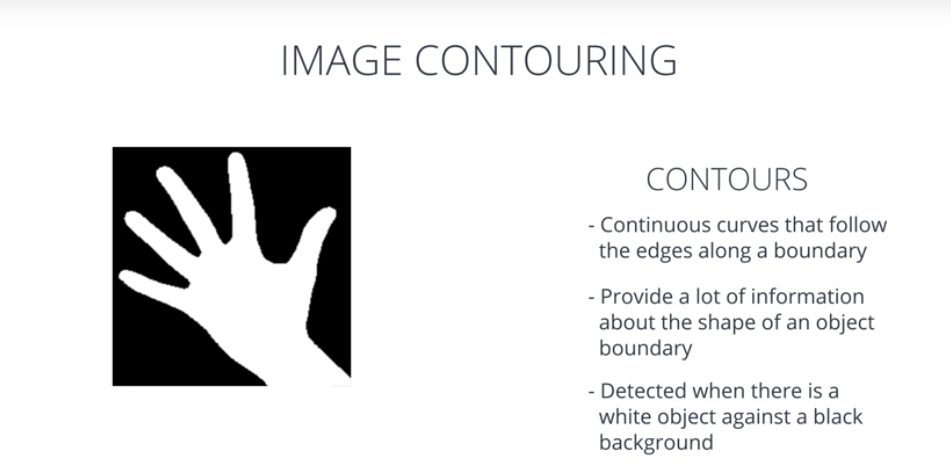 IMAGE CONTOURING
CONTOURS
- Continuous curves that follow
the edges along a boundary
- Provide a lot of information
about the shape of an object
boundary
- Detected when there is a
white object against a black
background